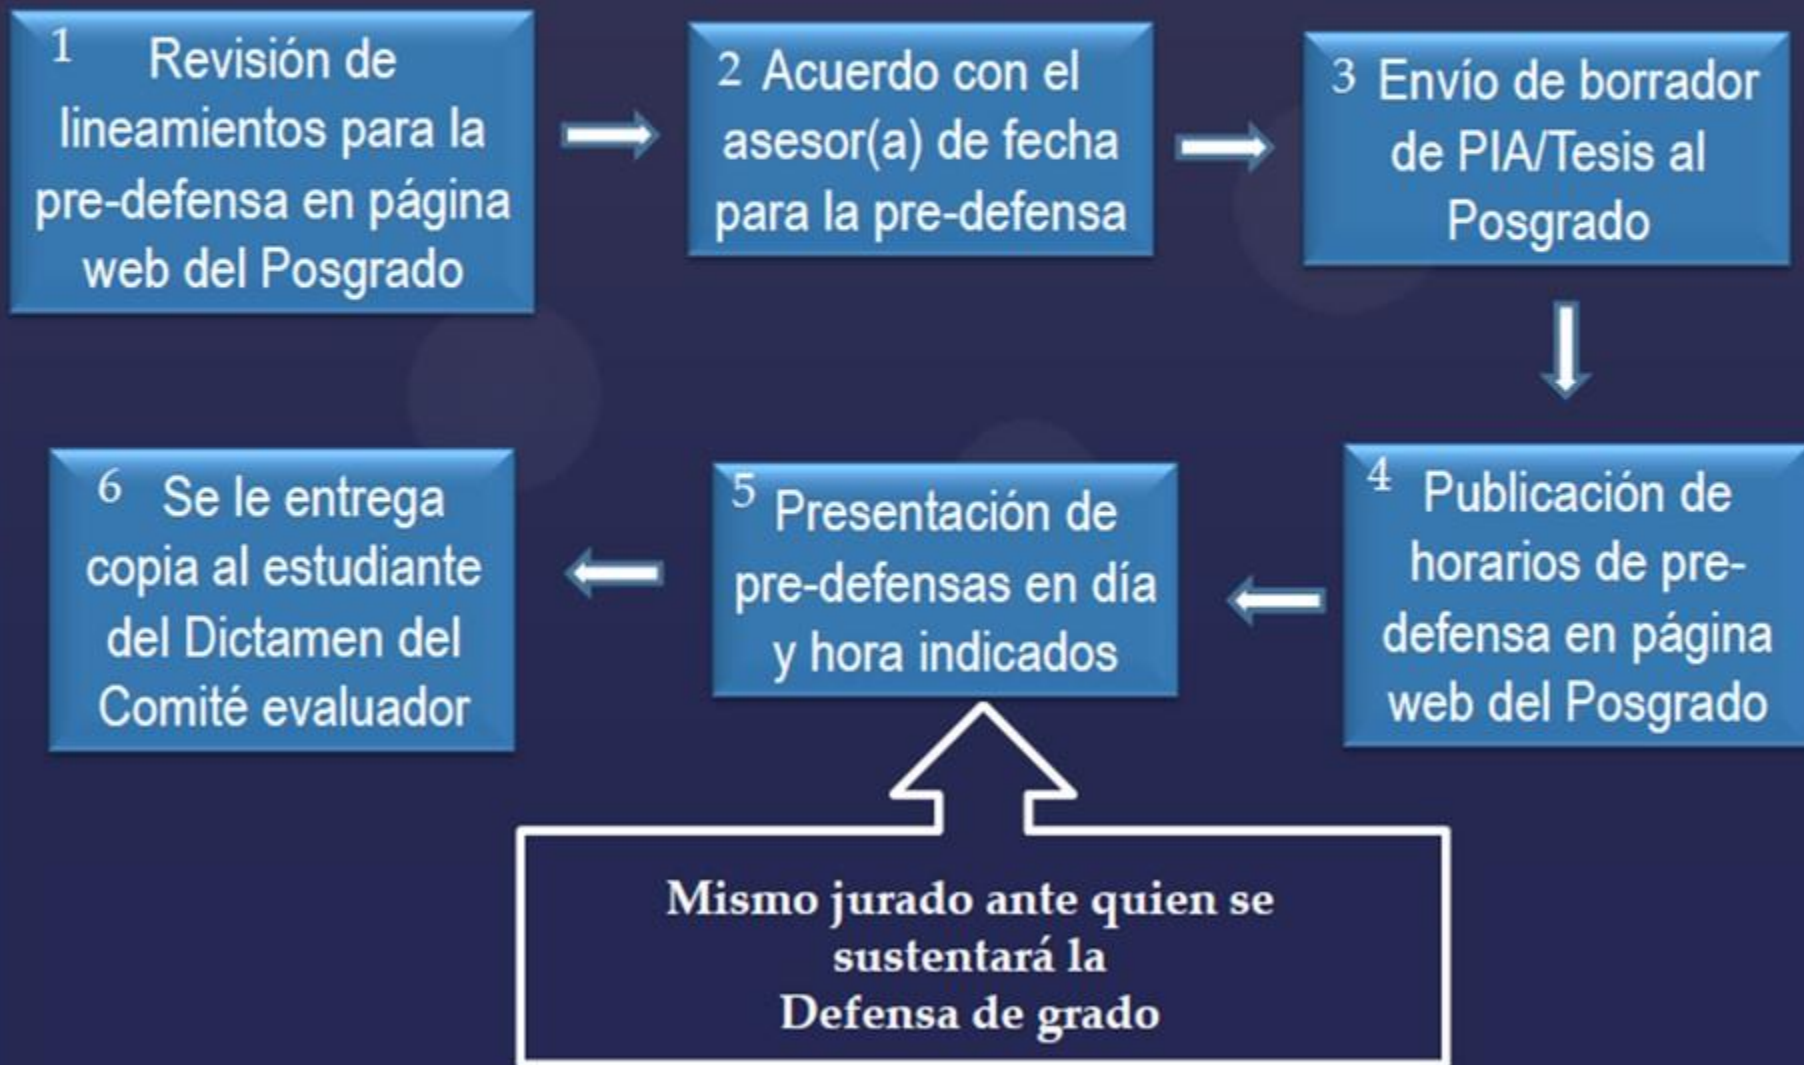 1 Revisión de
lineamientos para la
pre-defensa en página
web del Posgrado
2 Acuerdo con el
asesor(a) de fecha
para la pre-defensa
3 Envío de borrador
de PIA/Tesis al
Posgrado
4 Publicación de
horarios de pre-
defensa en página
web del Posgrado
5 Presentación de
pre-defensas en día
y hora indicados
6 Se le entrega
copia al estudiante
del Dictamen del
Comité evaluador
Mismo jurado ante quien se
sustentará la
Defensa de grado